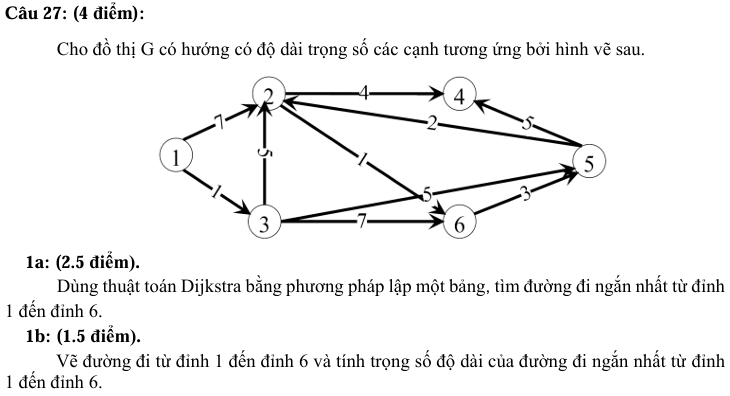 Câu 27: (4 điểm):
Cho đồ thị G có hướng có độ dài trọng số các cạnh tương ứng bởi hình vẽ sau.
2 4 4
7 2 5
1 5 1 5
1 5 3
3 7 6
1a: (2.5 điểm).
Dùng thuật toán Dijkstra bằng phương pháp lập một bảng, tìm đường đi ngắn nhất từ đỉnh
1 đến đỉnh 6.
1b: (1.5 điểm).
Vẽ đường đi từ đỉnh 1 đến đỉnh 6 và tính trọng số độ dài của đường đi ngắn nhất từ đỉnh
1 đến đỉnh 6.